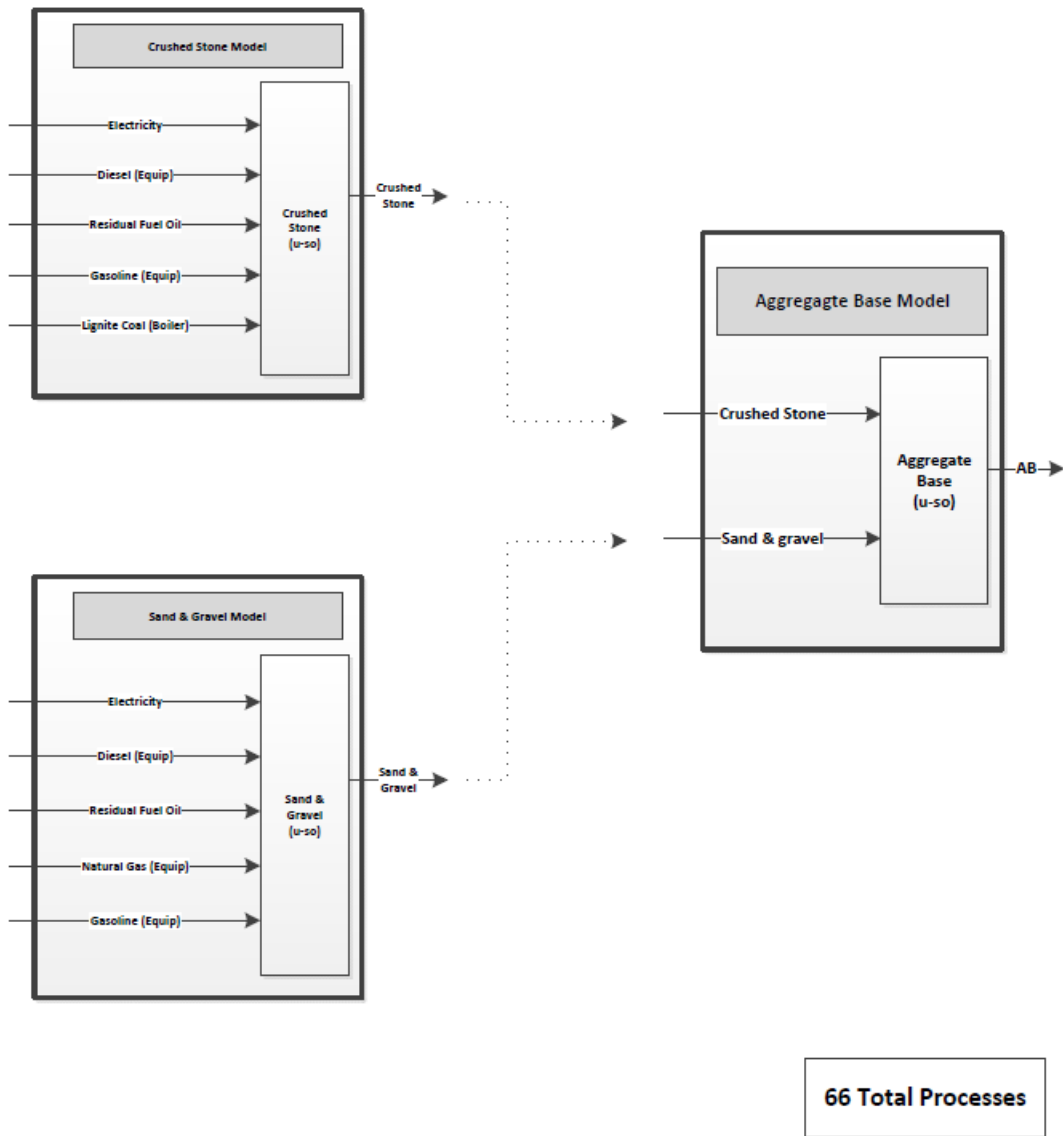 Crushed Stone Model
Electricity
Diesel (Equip)
Residual Fuel Oil
Gasoline (Equip)
Lignite Coal (Boiler)
Crushed
Stone
(u-so)
Crushed
Stone
Aggregagte Base Model
Crushed Stone
Sand & gravel
Aggregate
Base
(u-so)
AB
Sand & Gravel Model
Electricity
Diesel (Equip)
Residual Fuel Oil
Natural Gas (Equip)
Gasoline (Equip)
Sand &
Gravel
(u-so)
Sand &
Gravel
66 Total Processes